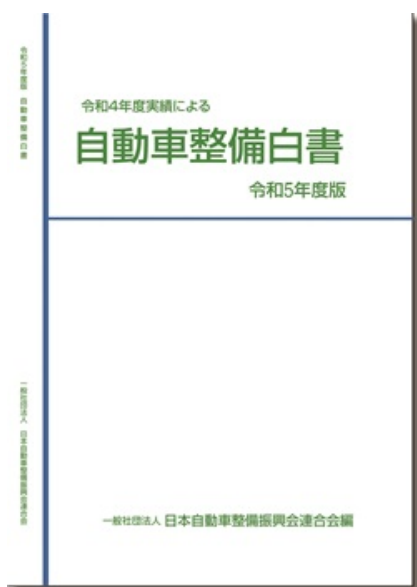 令和4年度実績による
自動車整備白書
令和5年度版
一般社団法人 日本自動車整備振興会連合会編
令和5年度版 自動車整備白書
一般社団法人 日本自動車整備振興会連合会